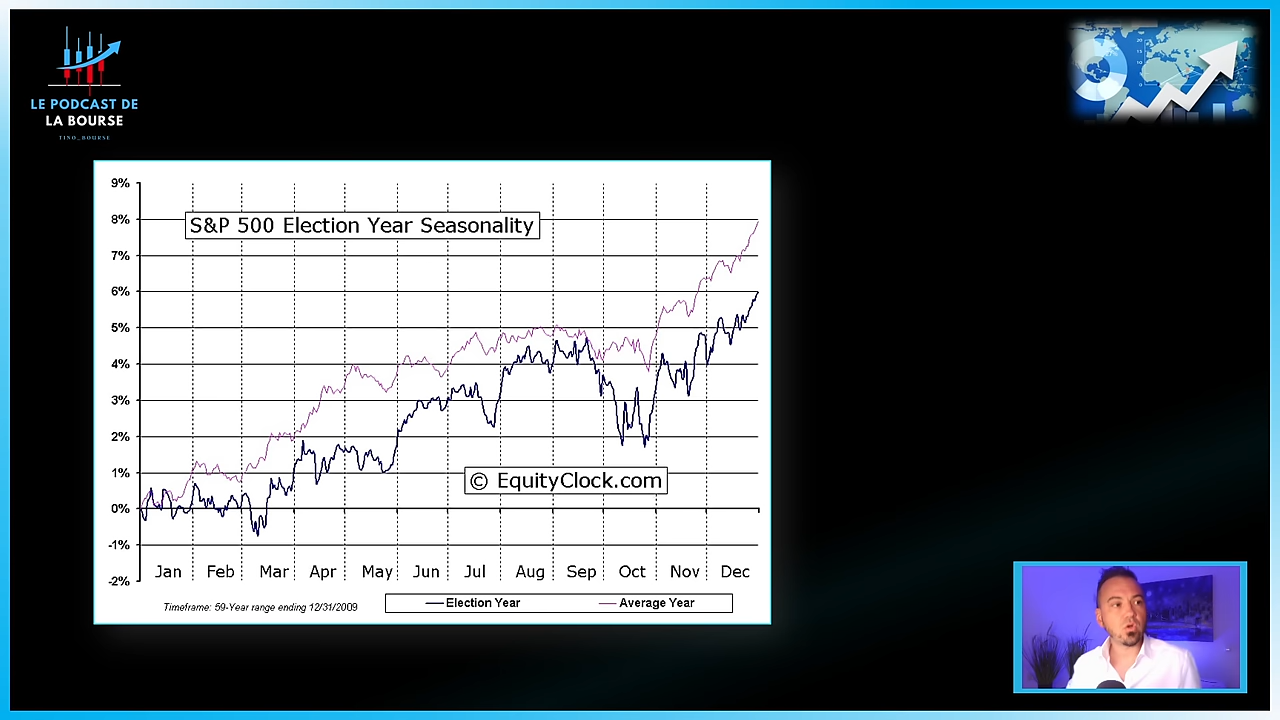 LE PODCAST DE
LA BOURSE
TINO_BOURSE
9%
8%
7%
6%
5%
4%
3%
2%
1%
0%
-1%
-2%
S&P 500 Election Year Seasonality
© EquityClock.com
Jan Feb Mar Apr May Jun Jul Aug Sep Oct Nov Dec
Timeframe: 59-Year range ending 12/31/2009
Election Year Average Year